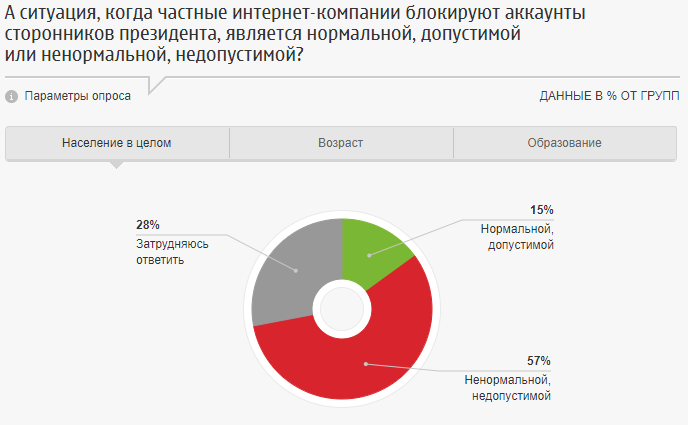 А ситуация, когда частные интернет-компании блокируют аккаунты
сторонников президента, является нормальной, допустимой
или ненормальной, недопустимой?
i Параметры опроса
ДАННЫЕ В % ОТ ГРУПП
Население в целом
Возраст
Образование
15%
Нормальной,
допустимой
28%
Затрудняюсь
ответить
57%
Ненормальной,
недопустимой